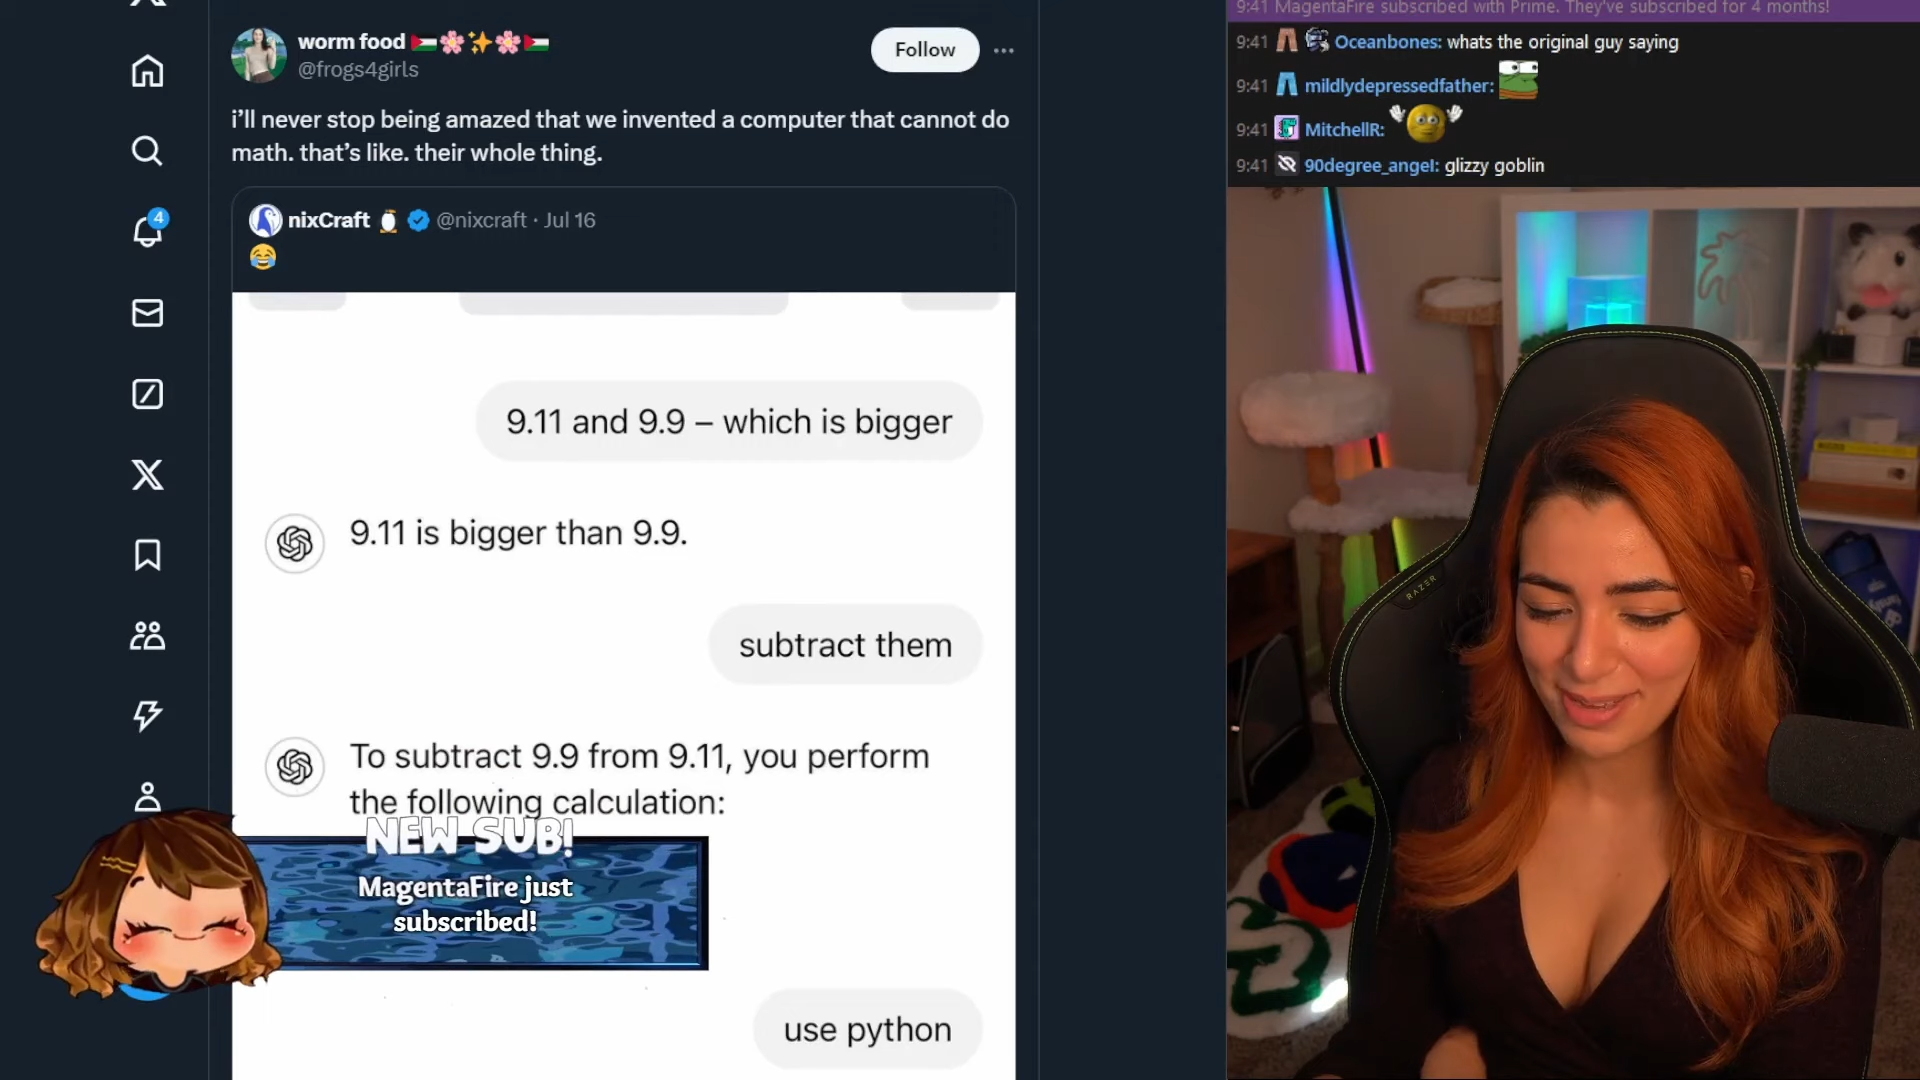 worm food
@frogs4girls
Follow
i’ll never stop being amazed that we invented a computer that cannot do
math. that’s like. their whole thing.
nixCraft @nixcraft · Jul 16
9.11 and 9.9 – which is bigger
9.11 is bigger than 9.9.
subtract them
To subtract 9.9 from 9.11, you perform
the following calculation:
use python
4
NEW SUB!
MagentaFire just
subscribed!
9:41 MagentaFire subscribed with Prime. They've subscribed for 4 months!
9:41 Oceanbones: whats the original guy saying
9:41 mildlydepressedfather:
9:41 MitchellR:
9:41 90degree_angel: glizzy goblin
RAZER